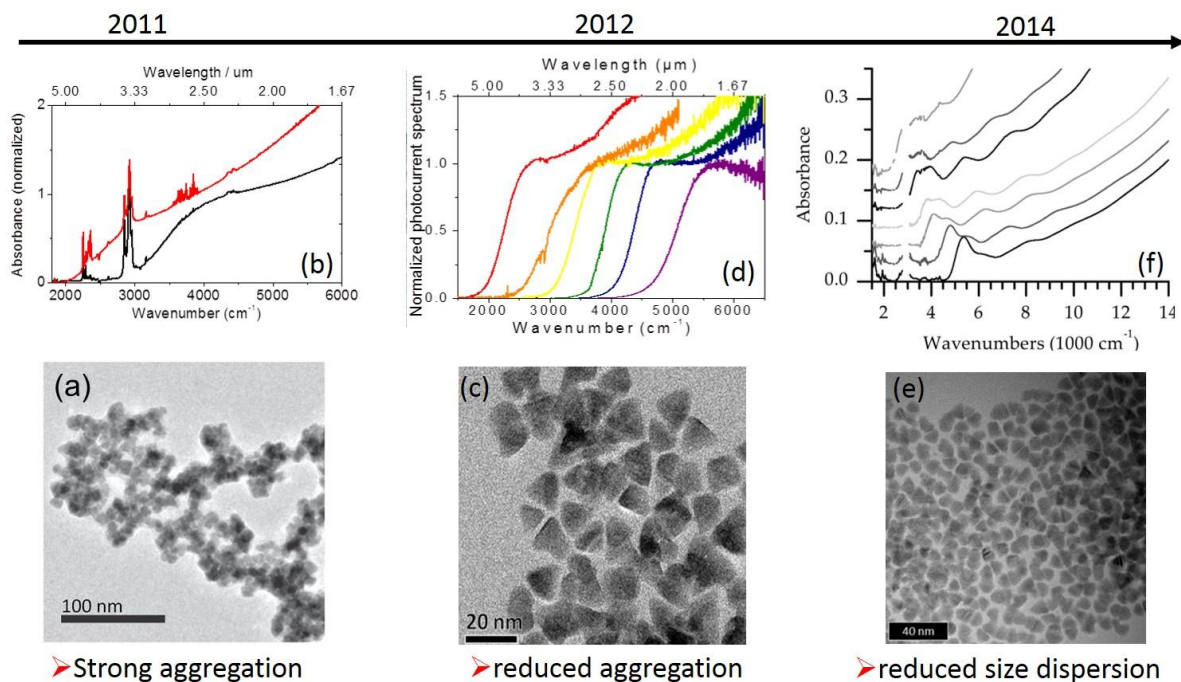 2011
2012
2014
Wavelength / um
5.00 3.33 2.50 2.00 1.67
Absorbance (normalized)
2
1
0
(b)
2000 3000 4000 5000 6000
Wavenumber (cm-1)
Wavelength (µm)
5.00 3.33 2.50 2.00 1.67
Normalized photocurrent spectrum
1.5
1.0
0.5
0.0
(d)
2000 3000 4000 5000 6000
Wavenumber (cm-1)
Absorbance
0.3
0.2
0.1
0.0
(f)
2 4 6 8 10 12 14
Wavenumbers (1000 cm-1)
(a)
100 nm
(c)
20 nm
(e)
40 nm
➢Strong aggregation
➢reduced aggregation
➢reduced size dispersion